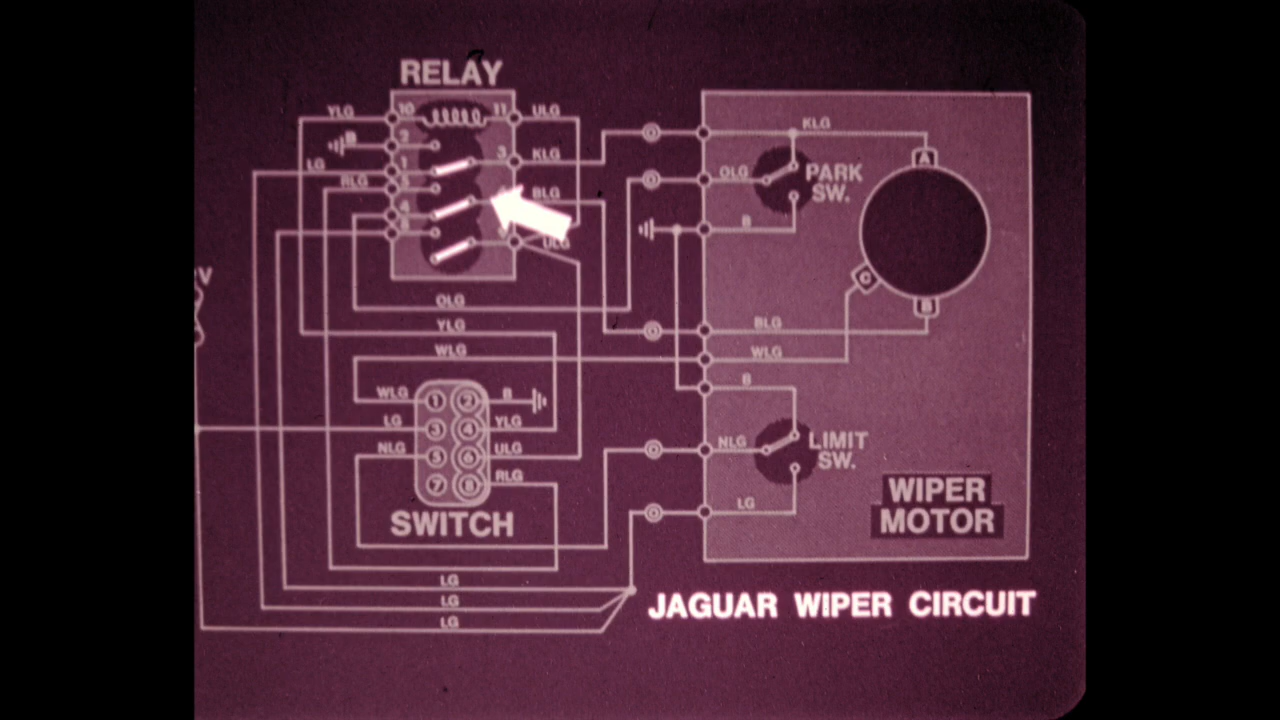 RELAY
YLG 10 11 ULG
B 2
LG 1 3 KLG
RLG 5
BLG
4
ULG
OLG
YLG
WLG
WLG 1 2 B
LG 3 4 YLG
NLG 5 6 ULG
7 8 RLG
SWITCH
LG
LG
LG
KLG
A
OLG PARK
SW.
B
C
B
BLG
WLG
B
NLG LIMIT
SW.
LG
WIPER
MOTOR
JAGUAR WIPER CIRCUIT